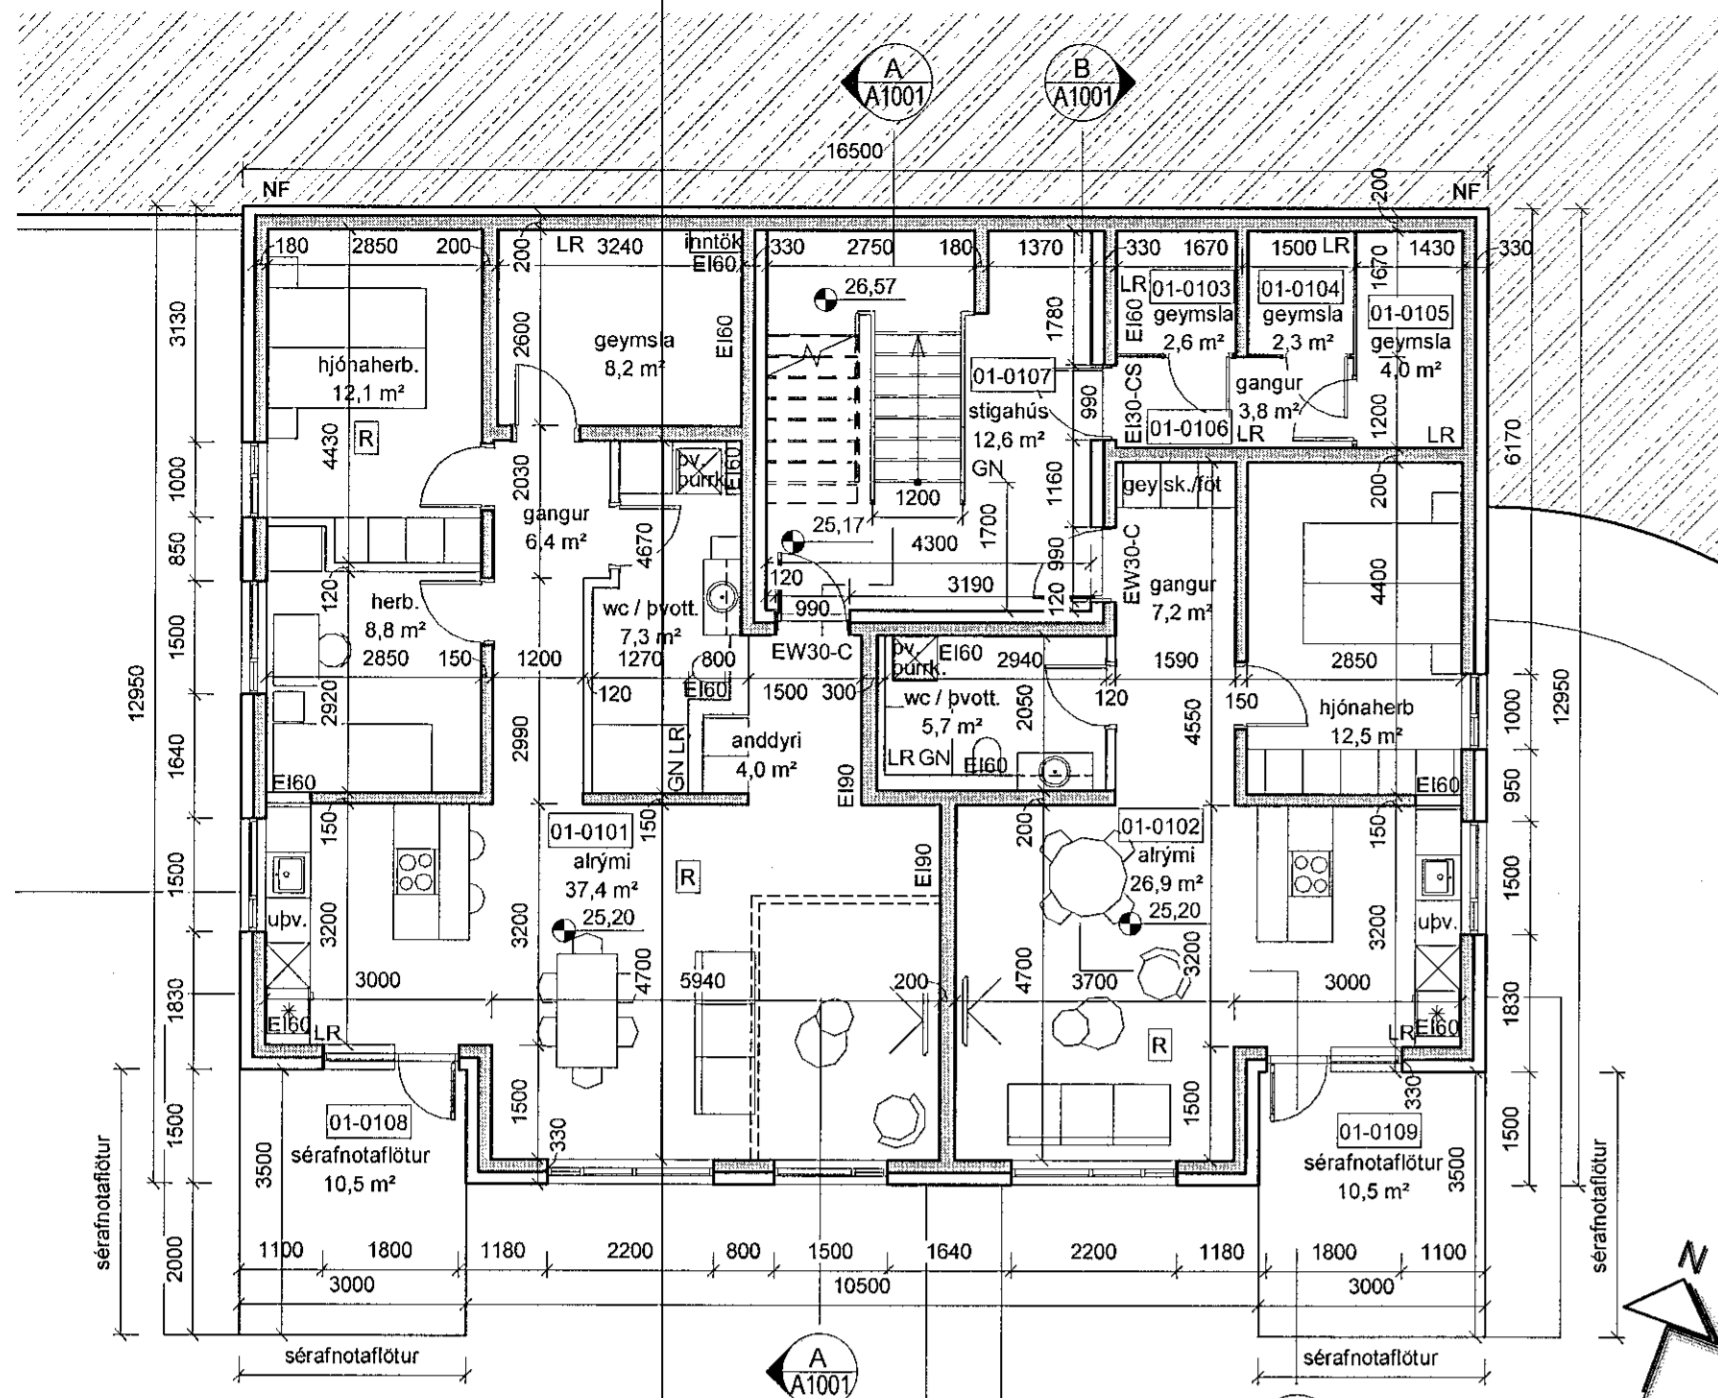 A
A1001
B
A1001
16500
200
NF
NF
180
2850
200
200
LR
3240
inntök
EI60
330
2750
180
1370
330
1670
1500
LR
1670
1430
330
26,57
LR
01-0103
geymsla
2,6 m²
01-0104
geymsla
2,3 m²
01-0105
geymsla
4,0 m²
EI60
3130
2600
geymsla
8,2 m²
EI60
1780
hjónaherb.
12,1 m²
01-0107
stigahús
12,6 m²
990
EI30-CS
gangur
3,8 m²
01-0106
LR
1200
LR
6170
R
4430
2030
þv.
þurrk.
EI60
GN
1160
200
1000
gey
sk./föt
1200
gangur
6,4 m²
4670
25,17
4300
1700
990
EW30-C
850
120
120
990
3190
120
gangur
7,2 m²
4400
herb.
8,8 m²
wc / þvott.
7,3 m²
1500
2850
150
1200
1270
800
EW30-C
þv.
þurrk.
EI60
2940
1590
2850
12950
2920
120
EI60
1500
300
wc / þvott.
5,7 m²
2050
120
150
hjónaherb
12,5 m²
1000
12950
1640
2990
GN LR
anddyri
4,0 m²
LR GN
EI60
4550
EI60
EI90
EI60
950
150
01-0101
alrými
37,4 m²
25,20
150
R
EI90
200
01-0102
alrými
26,9 m²
25,20
150
1500
1500
uþv.
3200
3200
4700
5940
200
4700
3700
3200
3200
uþv.
3000
3000
1830
EI60
LR
R
LR
EI60
1830
1500
330
1500
330
sérafnotaflötur
1500
3500
01-0108
sérafnotaflötur
10,5 m²
01-0109
sérafnotaflötur
10,5 m²
3500
1500
sérafnotaflötur
2000
1100
1800
1180
2200
800
1500
1640
2200
1180
1800
1100
3000
10500
3000
N
sérafnotaflötur
sérafnotaflötur
A
A1001